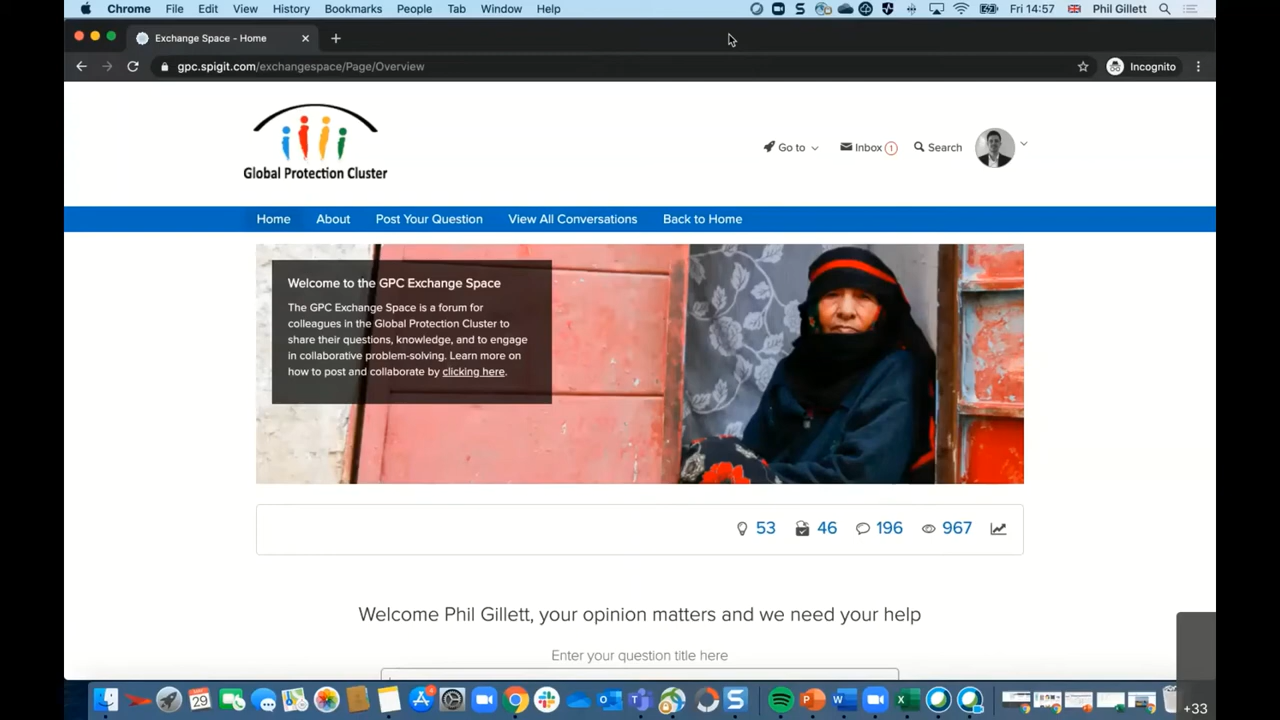 Chrome File Edit View History Bookmarks People Tab Window Help Fri 14:57 Phil Gillett
Exchange Space - Home
gpc.spigit.com/exchangespace/Page/Overview Incognito
Global Protection Cluster
Go to Inbox 1 Search
Home About Post Your Question View All Conversations Back to Home
Welcome to the GPC Exchange Space
The GPC Exchange Space is a forum for
colleagues in the Global Protection Cluster to
share their questions, knowledge, and to engage
in collaborative problem-solving. Learn more on
how to post and collaborate by clicking here.
53 46 196 967
Welcome Phil Gillett, your opinion matters and we need your help
Enter your question title here
+33